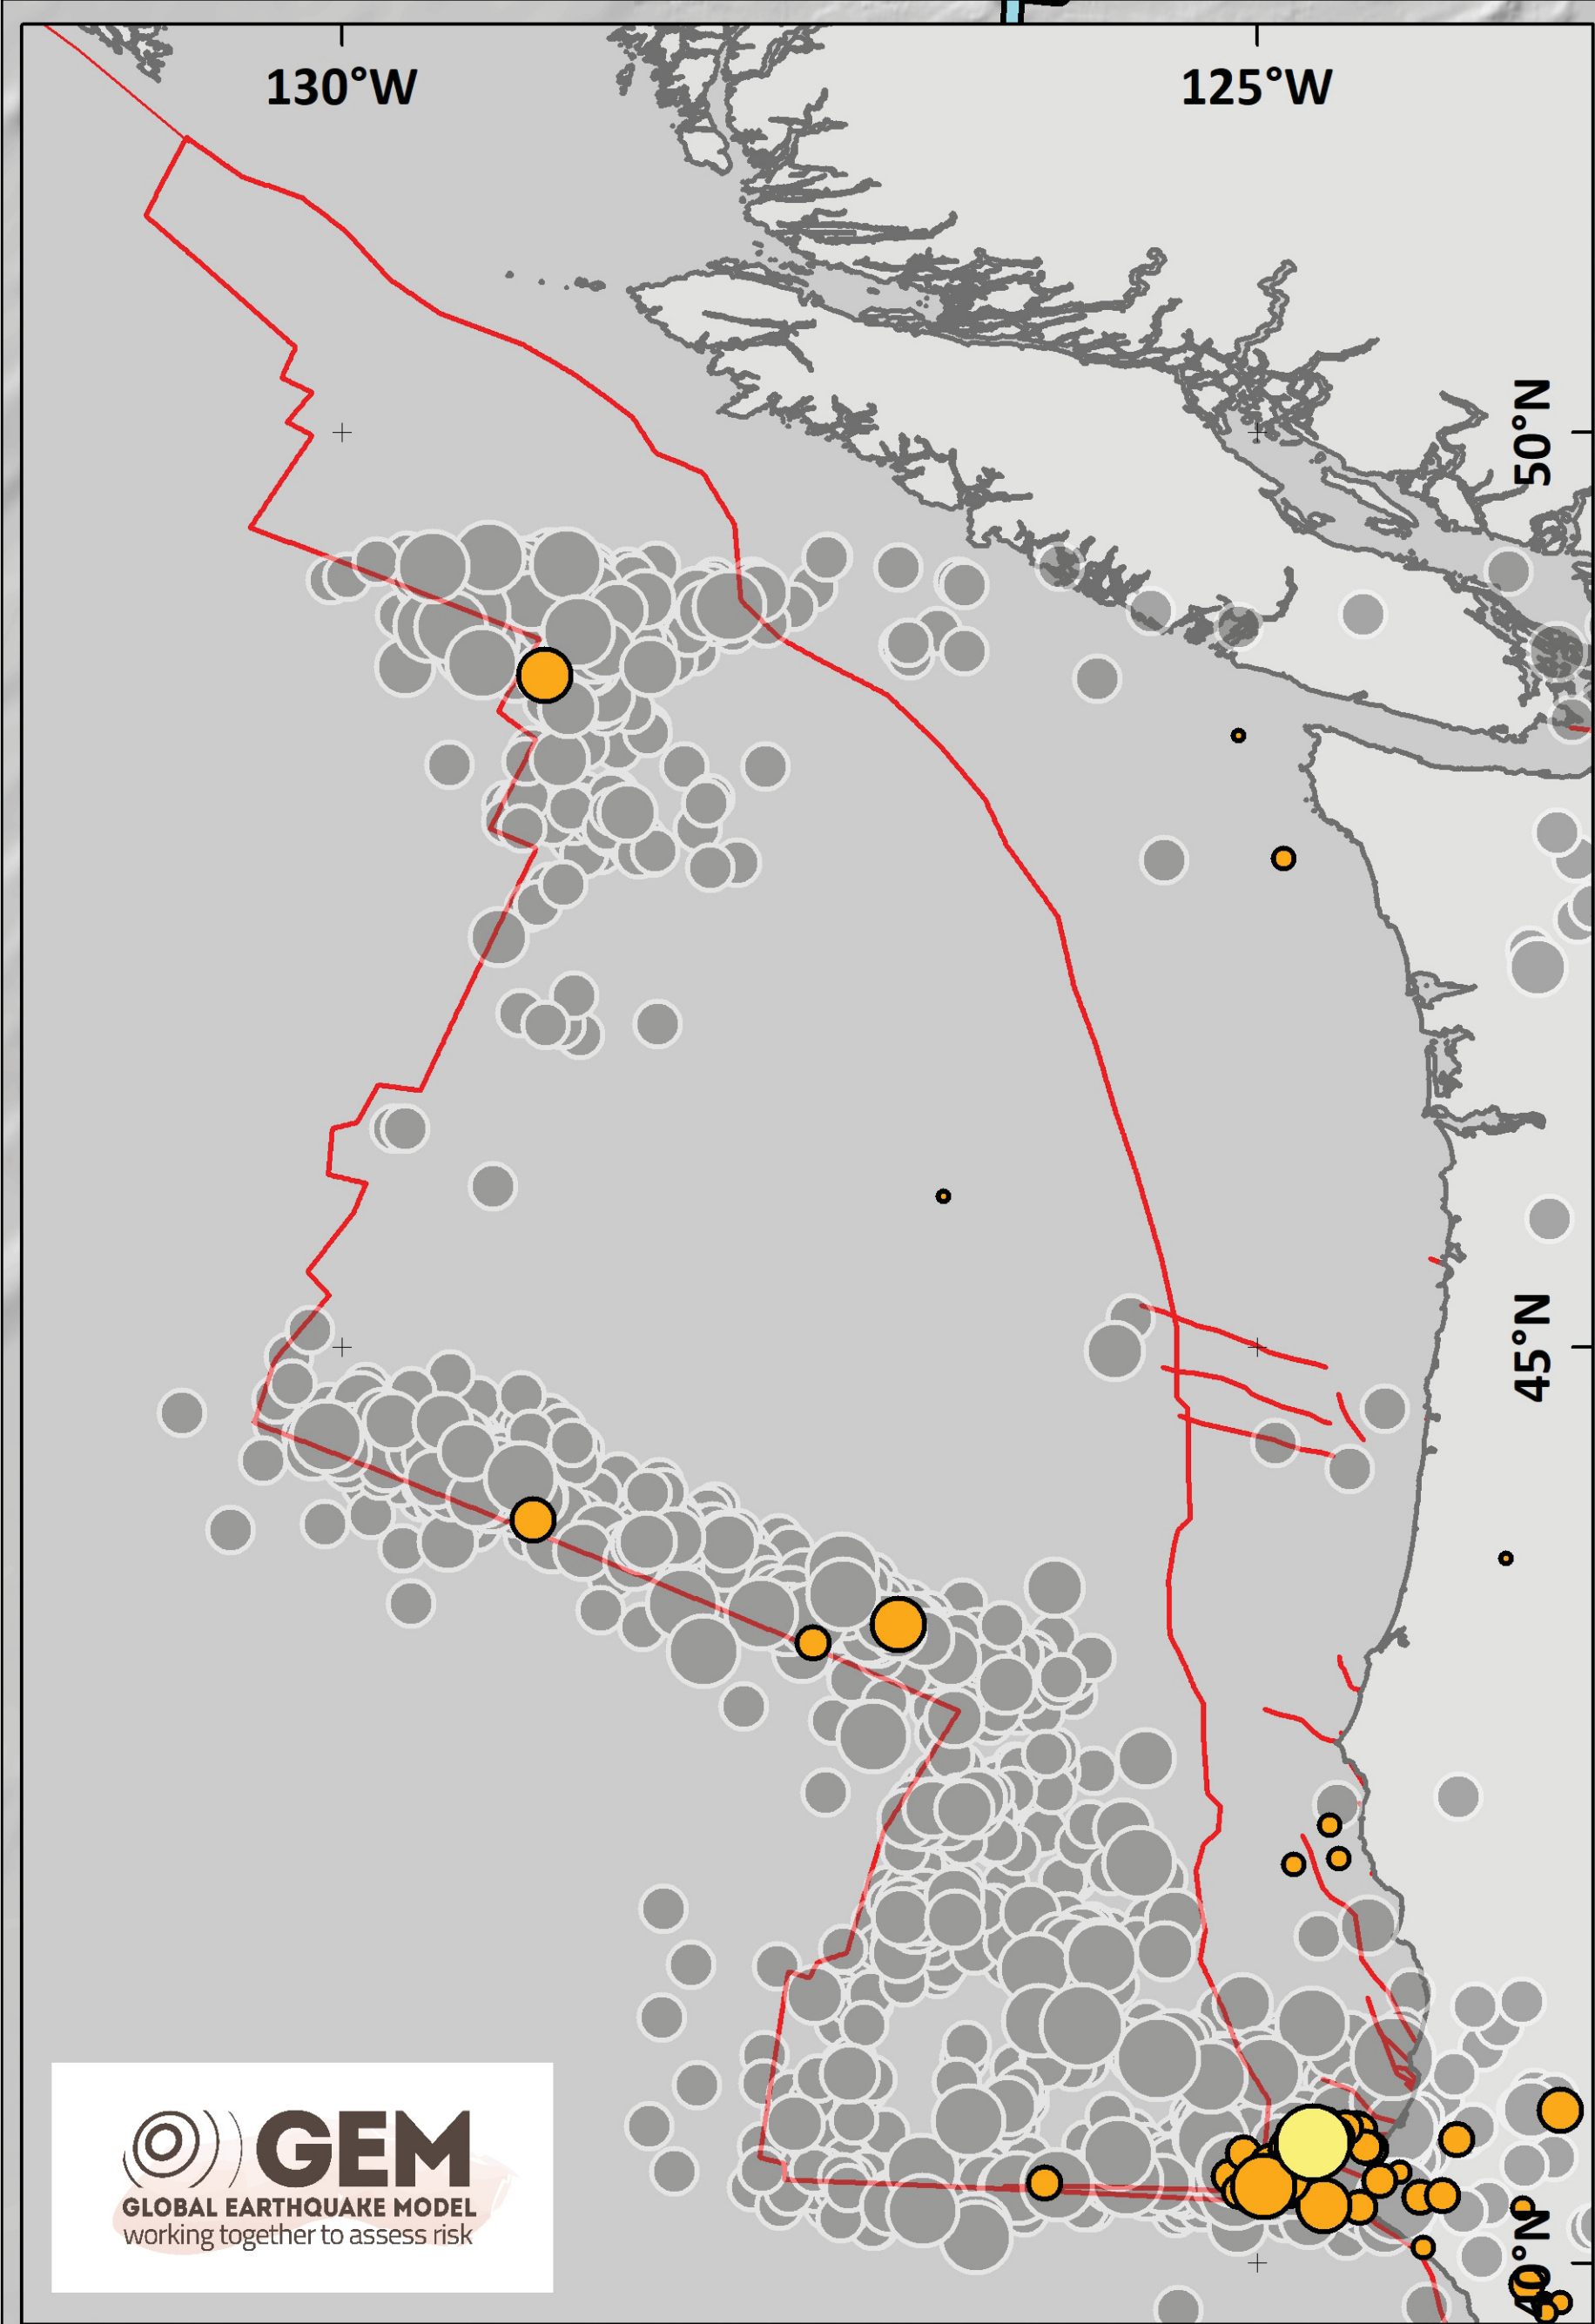 130°W
125°W
50°N
45°N
40°N
GEM
GLOBAL EARTHQUAKE MODEL
working together to assess risk